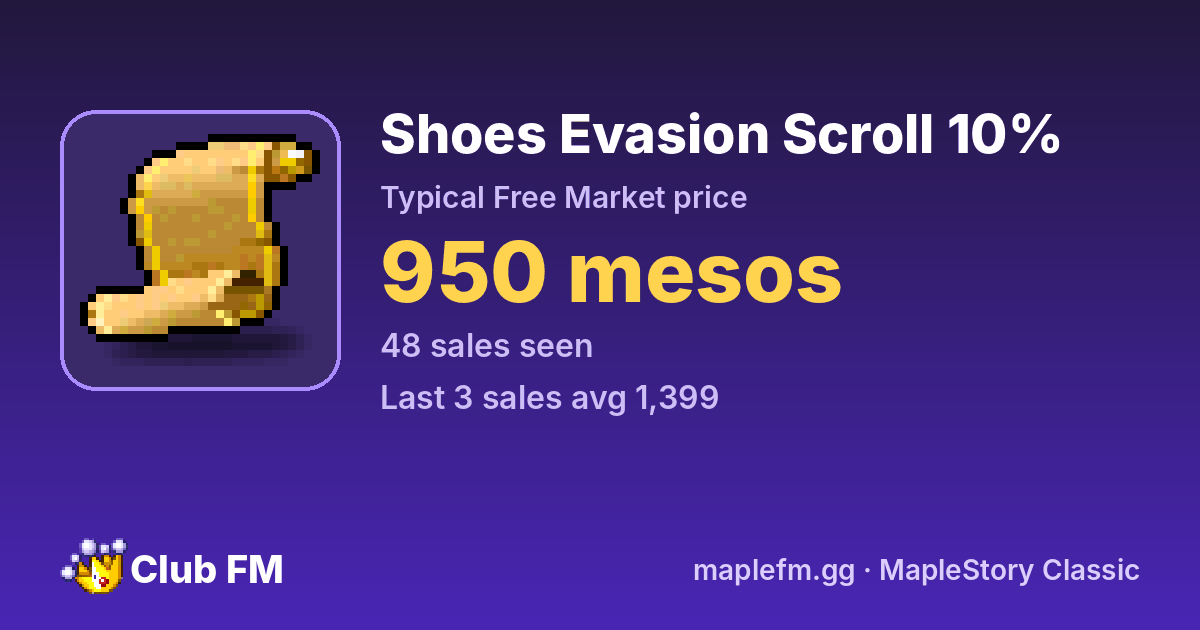 Shoes Evasion Scroll 10%
Typical Free Market price
950 mesos
48 sales seen
Last 3 sales avg 1,399
Club FM
maplefm.gg · MapleStory Classic